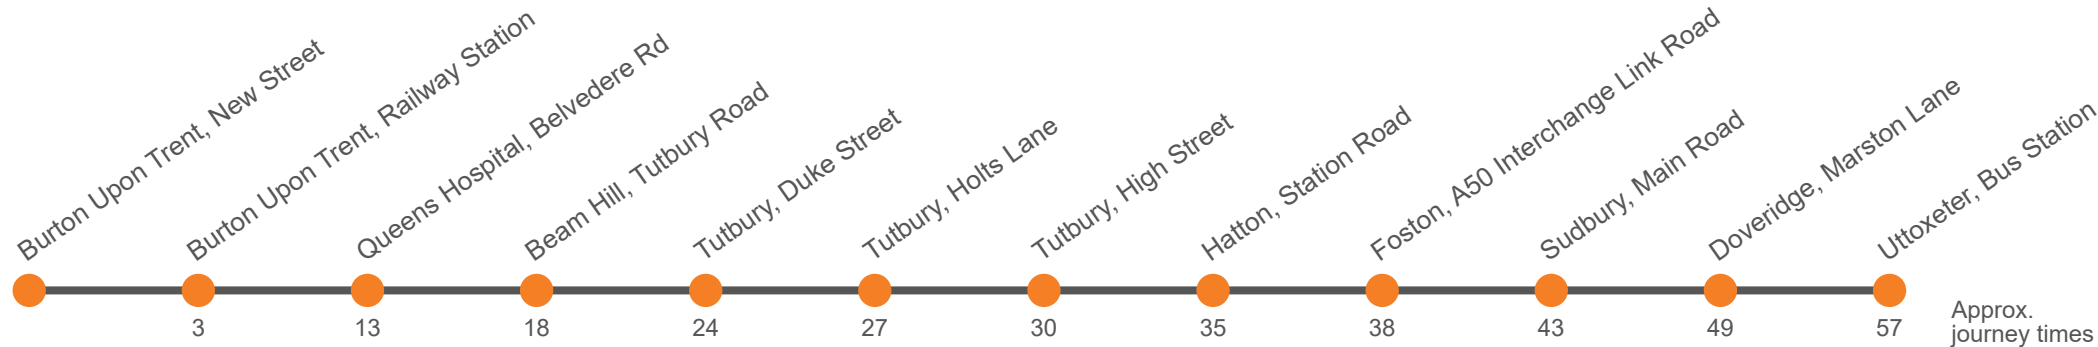 Burton Upon Trent, New Street
Burton Upon Trent, Railway Station
Queens Hospital, Belvedere Rd
Beam Hill, Tutbury Road
Tutbury, Duke Street
Tutbury, Holts Lane
Tutbury, High Street
Hatton, Station Road
Foston, A50 Interchange Link Road
Sudbury, Main Road
Doveridge, Marston Lane
Uttoxeter, Bus Station
3 13 18 24 27 30 35 38 43 49 57
Approx.
journey times